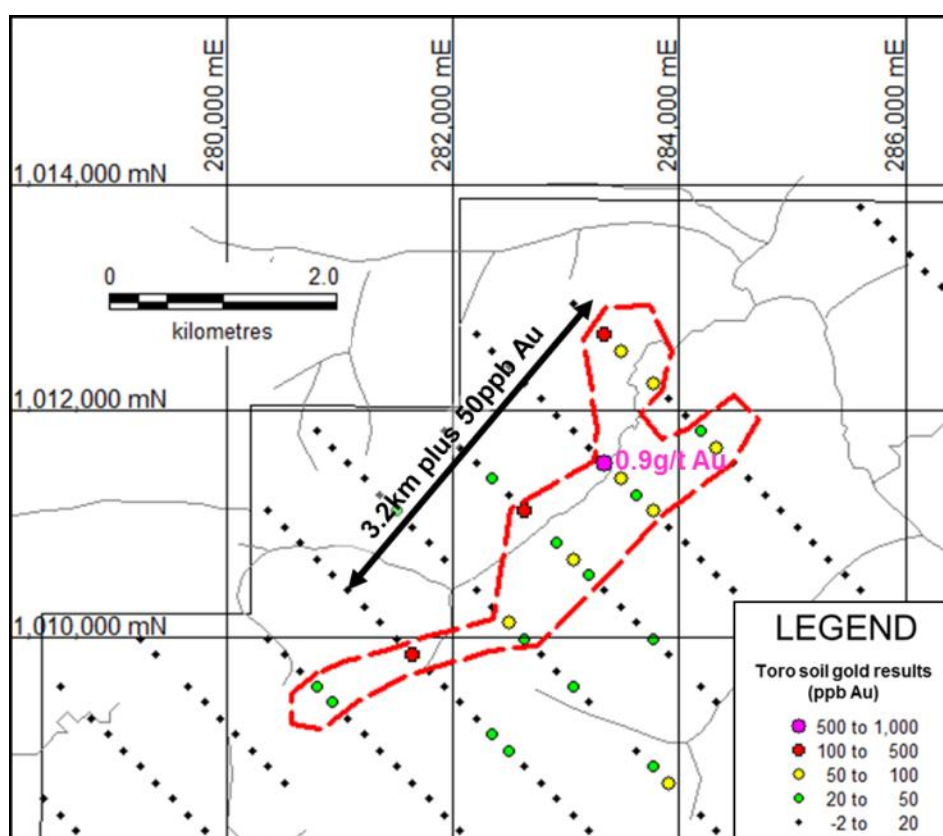 280,000 mE
282,000 mE
284,000 mE
286,000 mE
1,014,000 mN
0 2.0
kilometres
3.2km plus 50ppb Au
1,012,000 mN
0.9g/t Au
1,010,000 mN
LEGEND
Toro soil gold results
(ppb Au)
500 to 1,000
100 to 500
50 to 100
20 to 50
-2 to 20